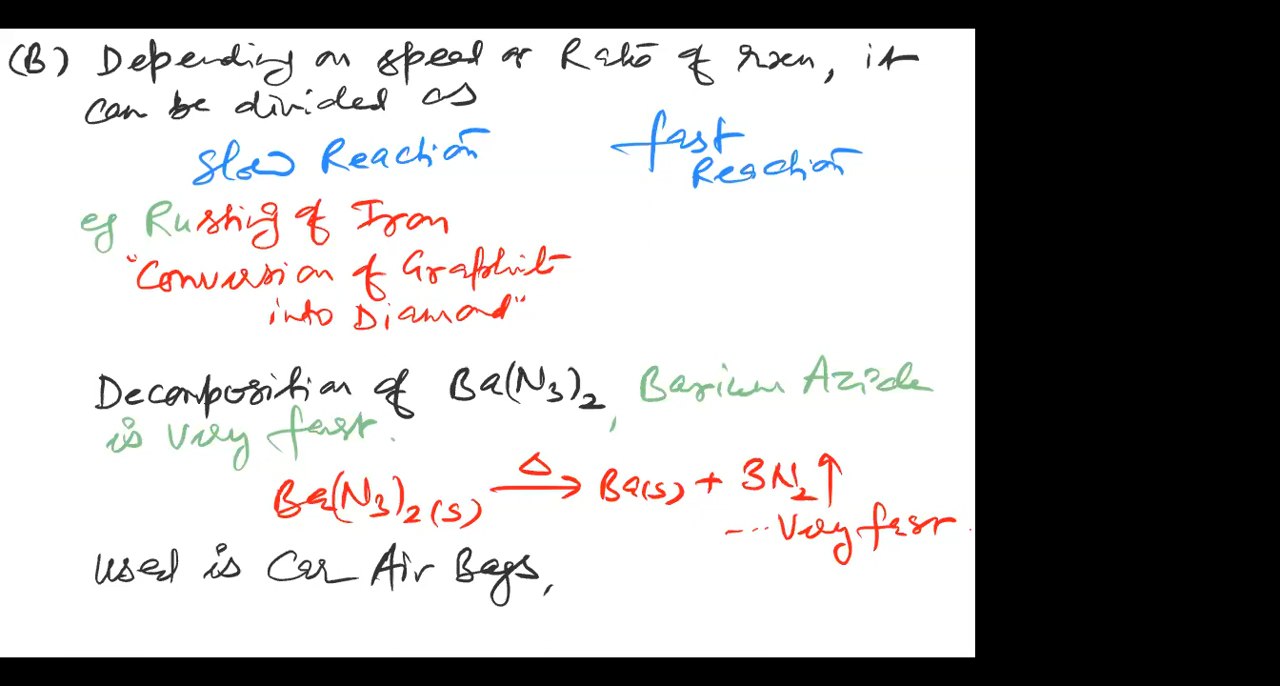 (B) Depending on speed or Rate of rxn, it
can be divided as
Slow Reaction fast
Reaction
eg Rusting of Iron
"Conversion of Graphite
into Diamond"
Decomposition of Ba(N₃)₂, Barium Azide
is very fast.
Ba(N₃)₂(s) —Δ→ Ba(s) + 3N₂↑
---- Very fast.
Used is Car Air Bags,